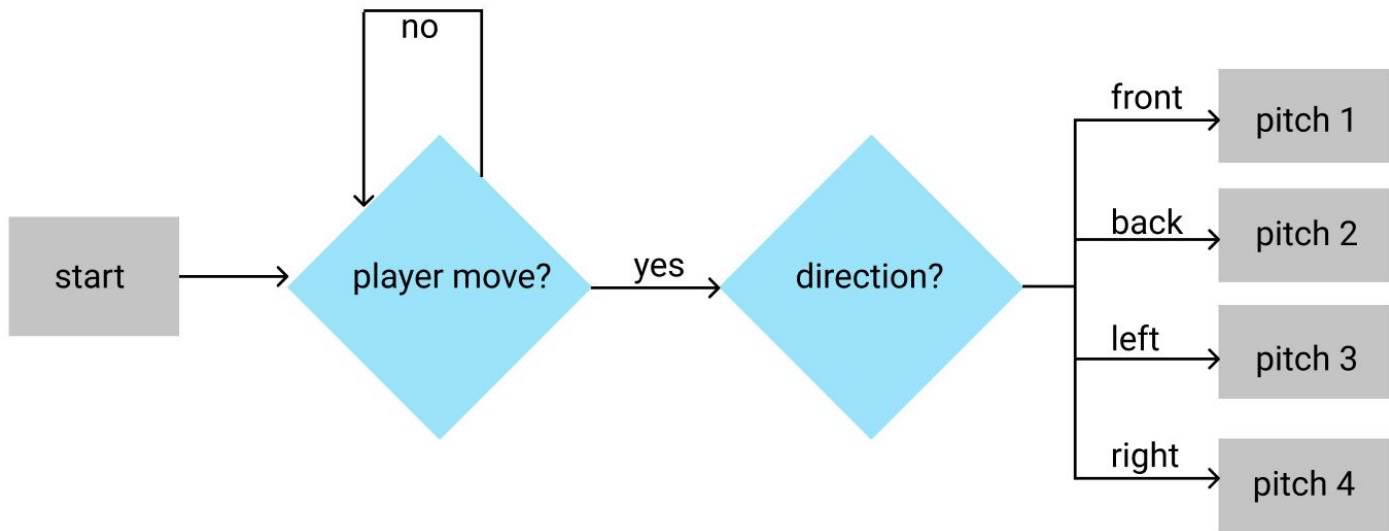 no
start
player move?
yes
direction?
front
pitch 1
back
pitch 2
left
pitch 3
right
pitch 4